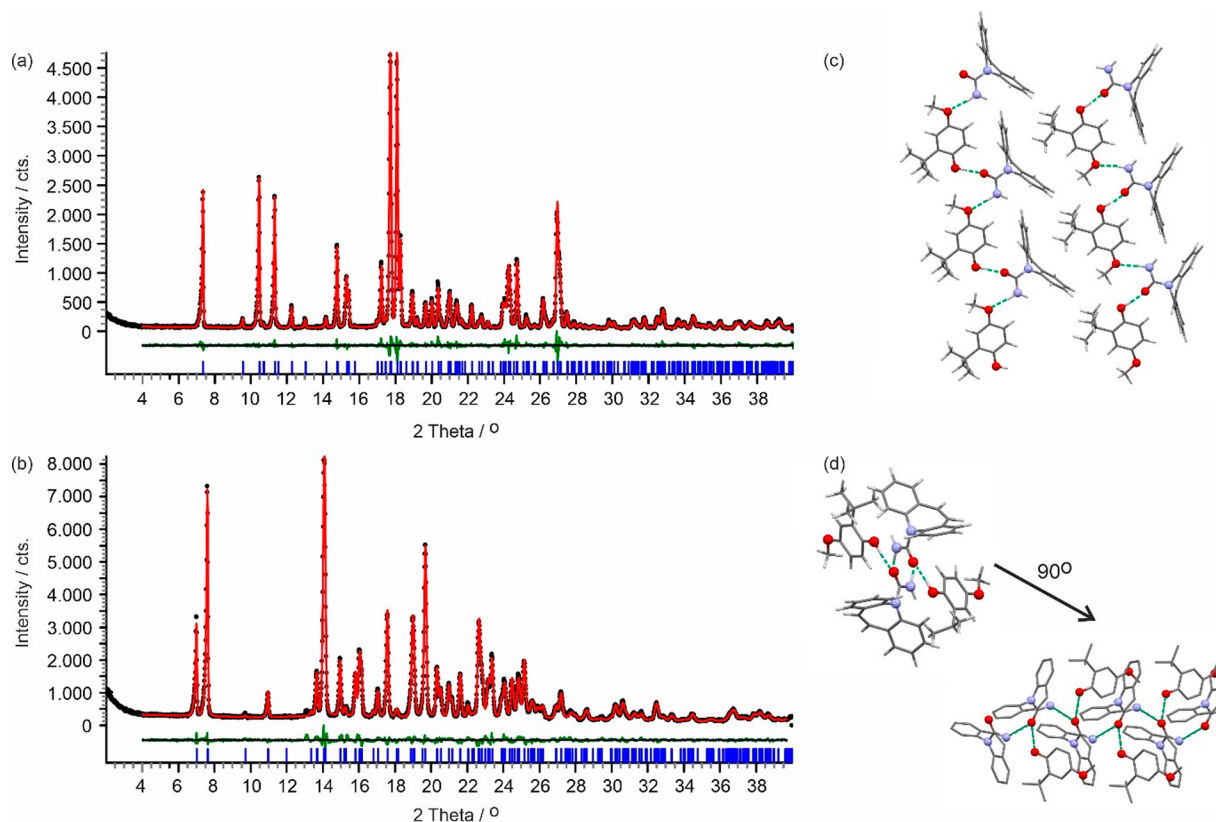 (a)
Intensity / cts.
4.500
4.000
3.500
3.000
2.500
2.000
1.500
1.000
500
0
4 6 8 10 12 14 16 18 20 22 24 26 28 30 32 34 36 38
2 Theta / º
(b)
Intensity / cts.
8.000
7.000
6.000
5.000
4.000
3.000
2.000
1.000
0
4 6 8 10 12 14 16 18 20 22 24 26 28 30 32 34 36 38
2 Theta / º
(c)
(d)
90º